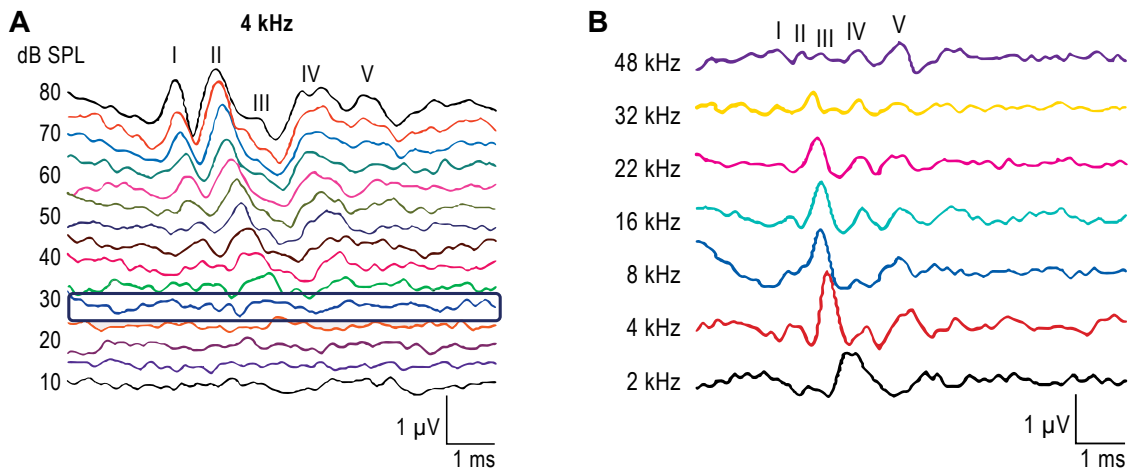 A
4 kHz
dB SPL
I II III IV V
80
70
60
50
40
30
20
10
1 µV
1 ms
B
I II III IV V
48 kHz
32 kHz
22 kHz
16 kHz
8 kHz
4 kHz
2 kHz
1 µV
1 ms